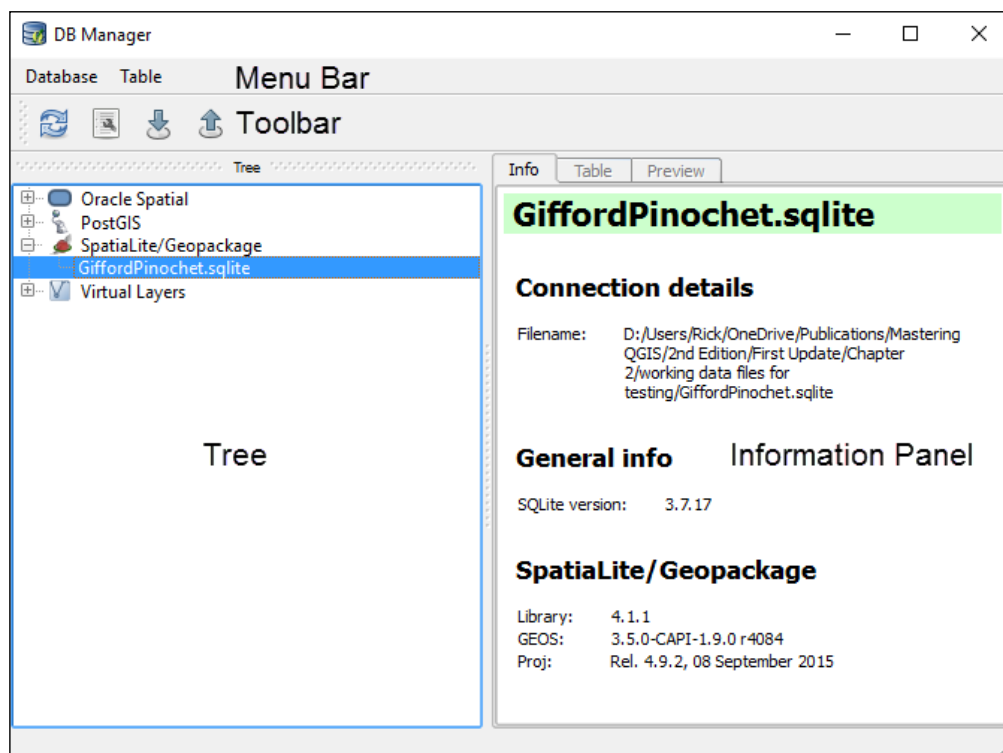 DB Manager
Database Table Menu Bar
Toolbar
Tree
Oracle Spatial
PostGIS
SpatiaLite/Geopackage
GiffordPinochet.sqlite
Virtual Layers
Tree
Info Table Preview
GiffordPinochet.sqlite
Connection details
Filename: D:/Users/Rick/OneDrive/Publications/Mastering
QGIS/2nd Edition/First Update/Chapter
2/working data files for
testing/GiffordPinochet.sqlite
General info Information Panel
SQLite version: 3.7.17
SpatiaLite/Geopackage
Library: 4.1.1
GEOS: 3.5.0-CAPI-1.9.0 r4084
Proj: Rel. 4.9.2, 08 September 2015